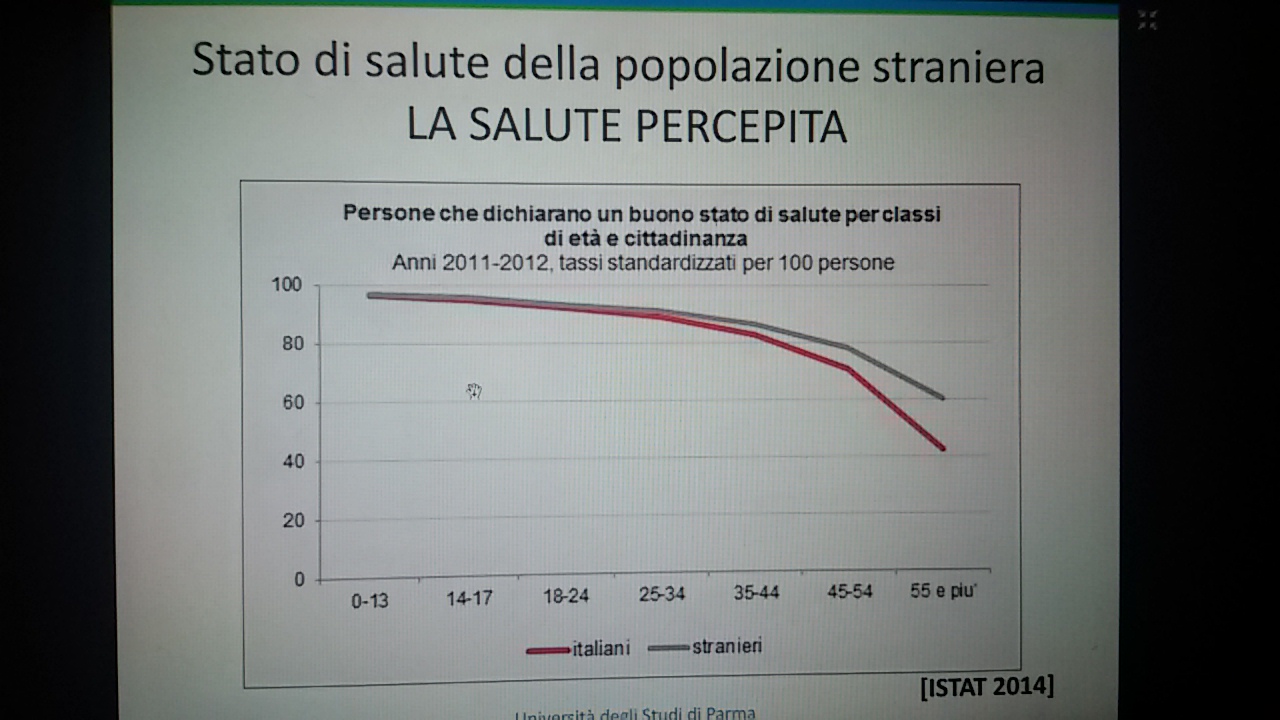 Stato di salute della popolazione straniera
LA SALUTE PERCEPITA
Persone che dichiarano un buono stato di salute per classi
di età e cittadinanza
Anni 2011-2012, tassi standardizzati per 100 persone
100
80
60
40
20
0
0-13 14-17 18-24 25-34 35-44 45-54 55 e piu'
italiani stranieri
[ISTAT 2014]
Università degli Studi di Parma